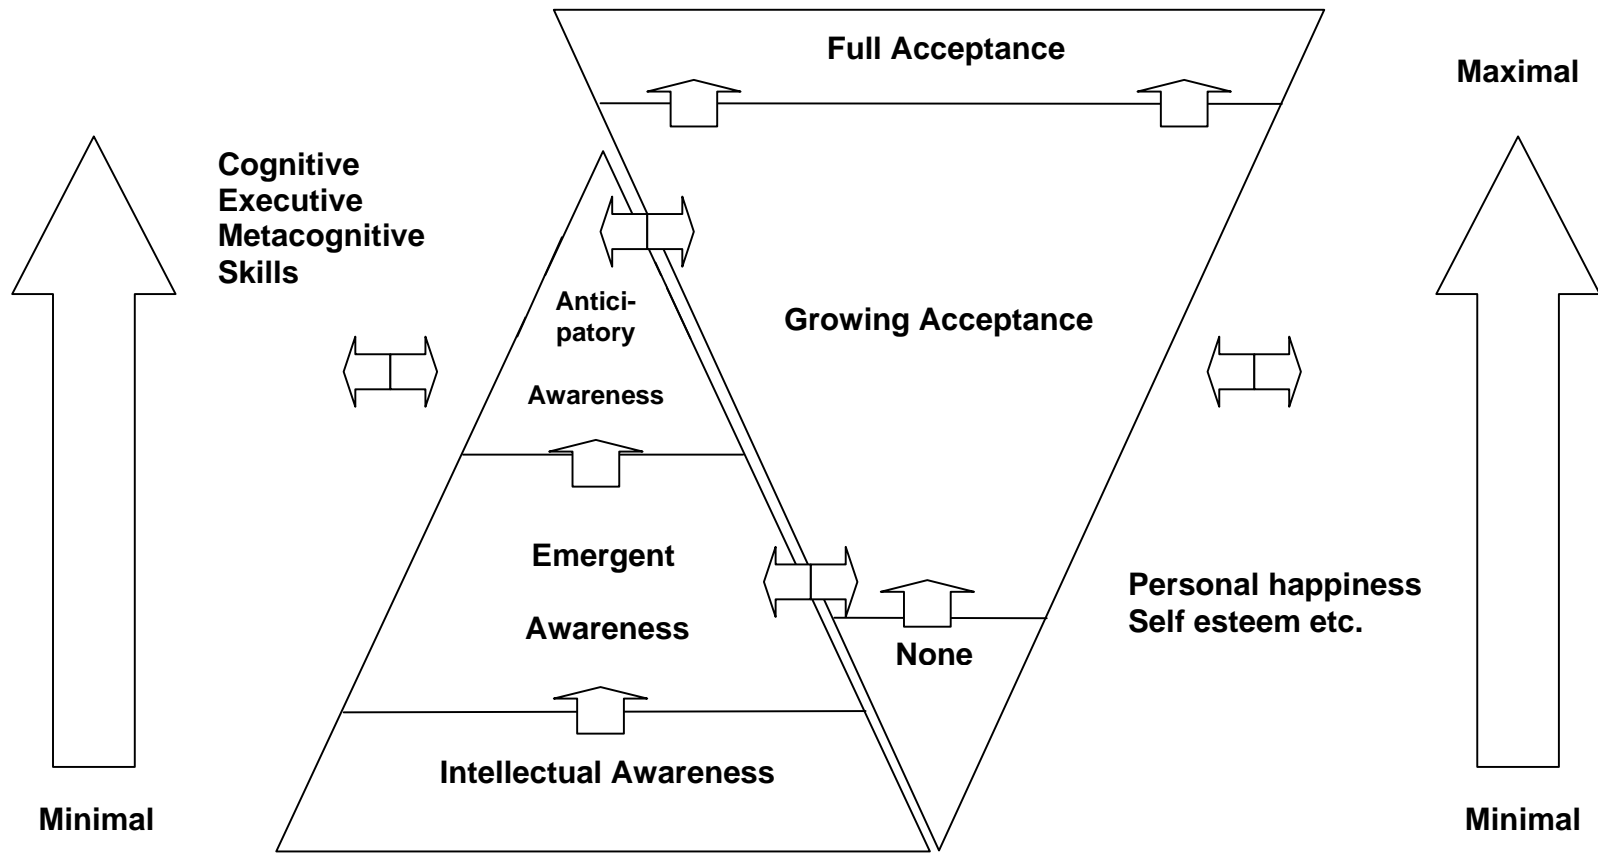 Full Acceptance
Maximal
Cognitive
Executive
Metacognitive
Skills
Antici-
patory
Awareness
Growing Acceptance
Emergent
Awareness
None
Personal happiness
Self esteem etc.
Intellectual Awareness
Minimal
Minimal